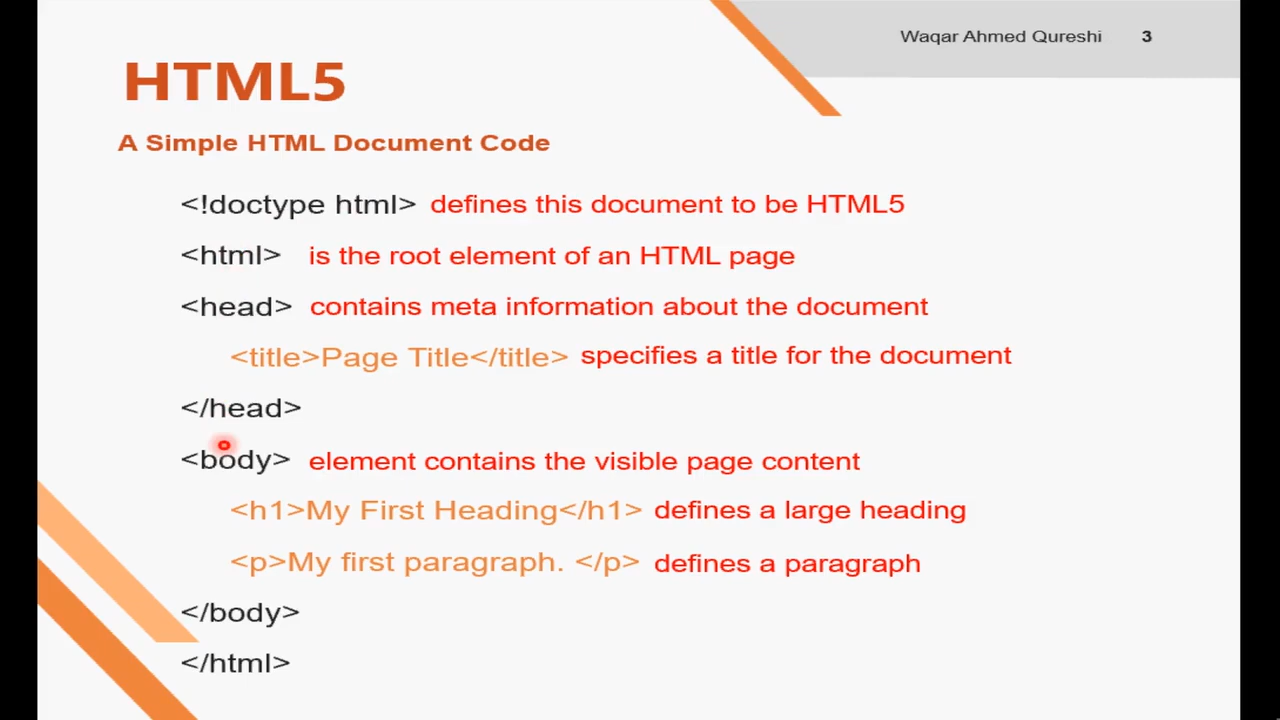 Waqar Ahmed Qureshi 3
HTML5
A Simple HTML Document Code
<!doctype html> defines this document to be HTML5
<html> is the root element of an HTML page
<head> contains meta information about the document
<title>Page Title</title> specifies a title for the document
</head>
<body> element contains the visible page content
<h1>My First Heading</h1> defines a large heading
<p>My first paragraph. </p> defines a paragraph
</body>
</html>